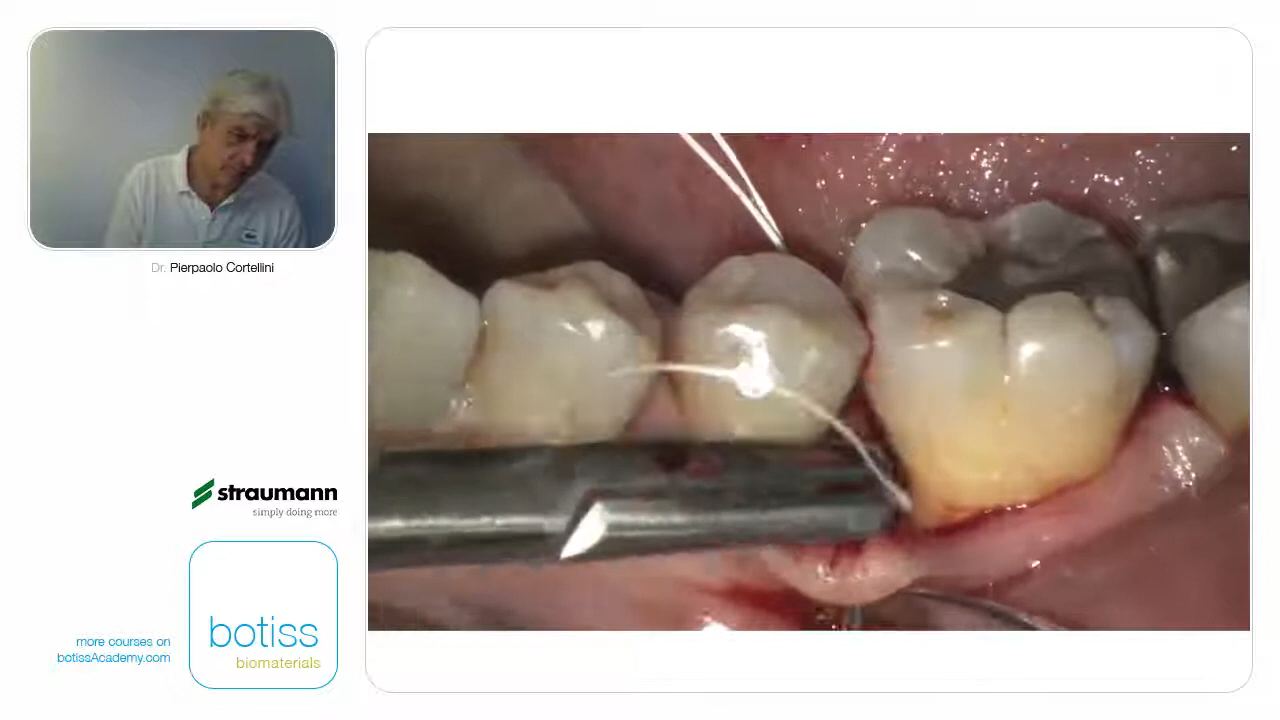 Dr. Pierpaolo Cortellini
straumann
simply doing more
botiss
biomaterials
more courses on
botissAcademy.com